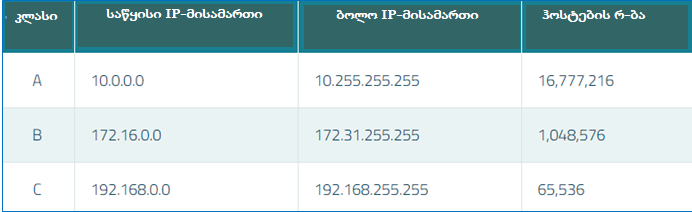 კლასი საწყისი IP-მისამართი ბოლო IP-მისამართი ჰოსტების რ-ბა
A 10.0.0.0 10.255.255.255 16,777,216
B 172.16.0.0 172.31.255.255 1,048,576
C 192.168.0.0 192.168.255.255 65,536